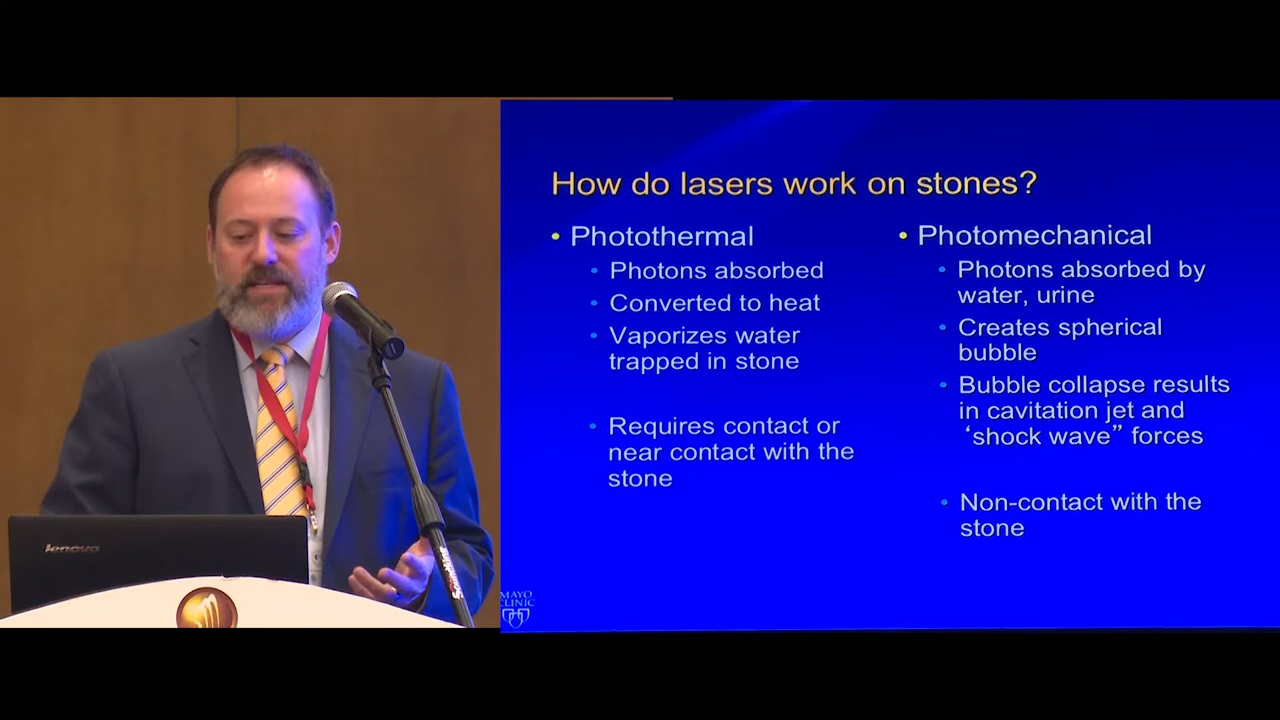 How do lasers work on stones?
• Photothermal
• Photons absorbed
• Converted to heat
• Vaporizes water
trapped in stone
• Requires contact or
near contact with the
stone
• Photomechanical
• Photons absorbed by
water, urine
• Creates spherical
bubble
• Bubble collapse results
in cavitation jet and
‘shock wave” forces
• Non-contact with the
stone
MAYO
CLINIC
lenovo